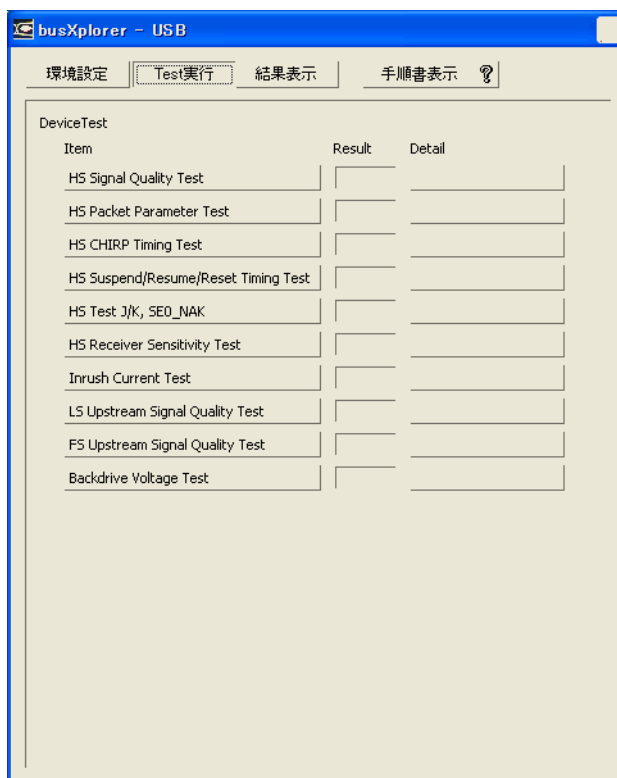 busXplorer - USB
環境設定 Test実行 結果表示 手順書表示 ?
DeviceTest
Item Result Detail
HS Signal Quality Test
HS Packet Parameter Test
HS CHIRP Timing Test
HS Suspend/Resume/Reset Timing Test
HS Test J/K, SE0_NAK
HS Receiver Sensitivity Test
Inrush Current Test
LS Upstream Signal Quality Test
FS Upstream Signal Quality Test
Backdrive Voltage Test